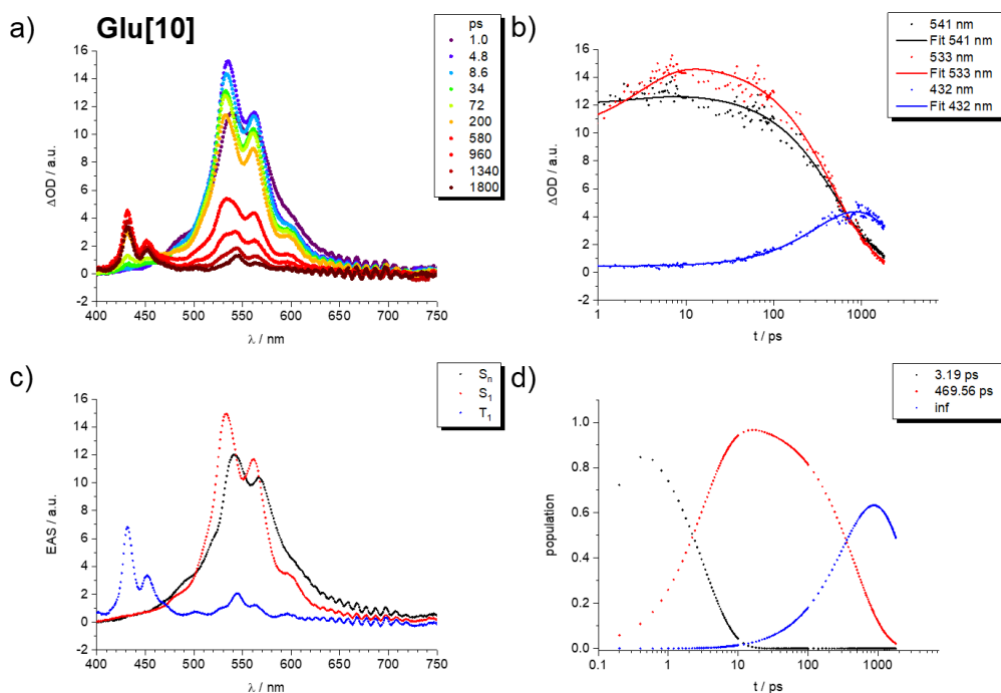 a)
Glu[10]
ps
1.0
4.8
8.6
34
72
200
580
960
1340
1800
16
14
12
10
8
6
4
2
0
-2
ΔOD / a.u.
400 450 500 550 600 650 700 750
λ / nm
b)
541 nm
Fit 541 nm
533 nm
Fit 533 nm
432 nm
Fit 432 nm
16
14
12
10
8
6
4
2
0
-2
ΔOD / a.u.
1 10 100 1000
t / ps
c)
Sn
S1
T1
16
14
12
10
8
6
4
2
0
-2
EAS / a.u.
400 450 500 550 600 650 700 750
λ / nm
d)
3.19 ps
469.56 ps
inf
1.0
0.8
0.6
0.4
0.2
0.0
population
0.1 1 10 100 1000
t / ps